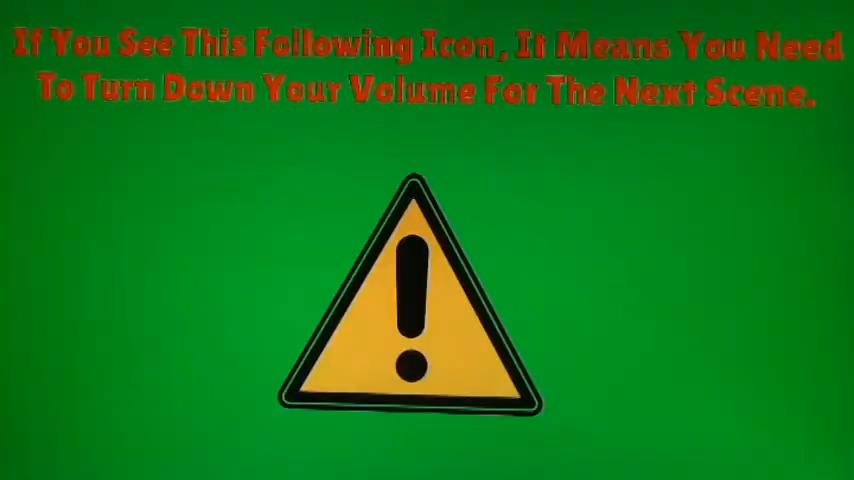 If You See This Following Icon, It Means You Need
To Turn Down Your Volume For The Next Scene.